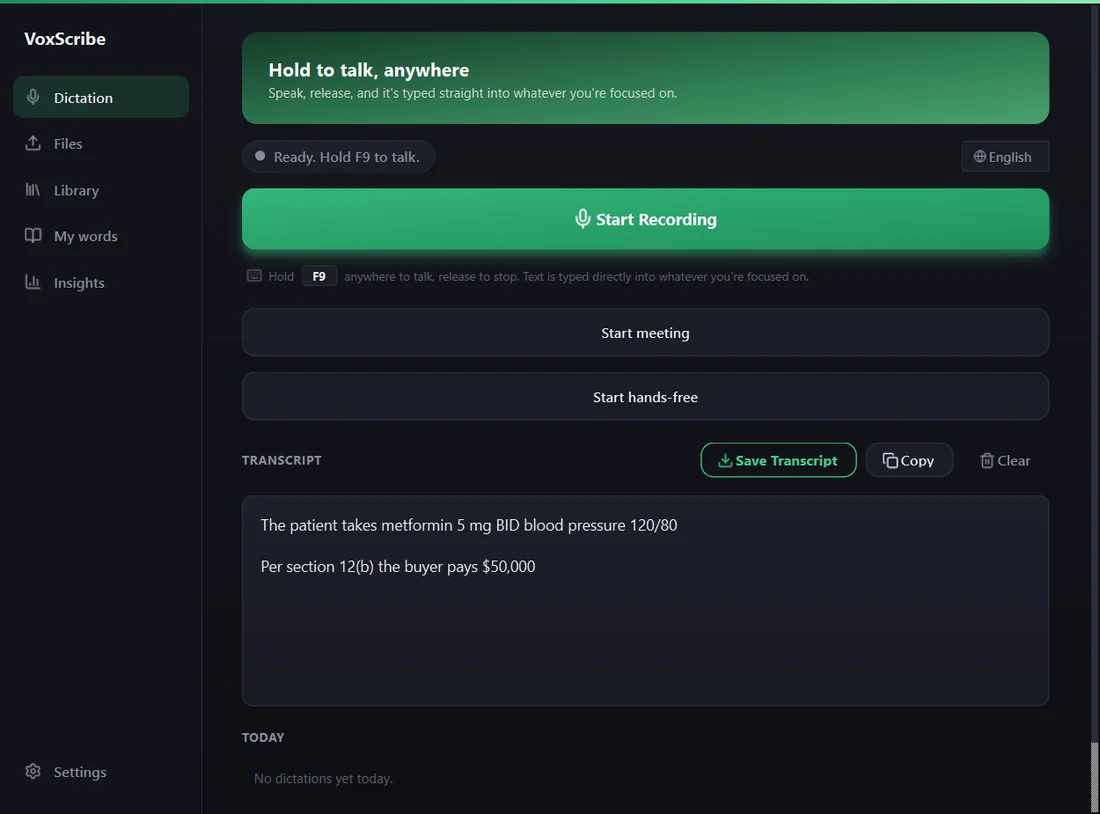 VoxScribe
Dictation
Files
Library
My words
Insights
Settings
Hold to talk, anywhere
Speak, release, and it's typed straight into whatever you're focused on.
Ready. Hold F9 to talk.
English
Start Recording
Hold F9 anywhere to talk, release to stop. Text is typed directly into whatever you're focused on.
Start meeting
Start hands-free
TRANSCRIPT
Save Transcript
Copy
Clear
The patient takes metformin 5 mg BID blood pressure 120/80
Per section 12(b) the buyer pays $50,000
TODAY
No dictations yet today.